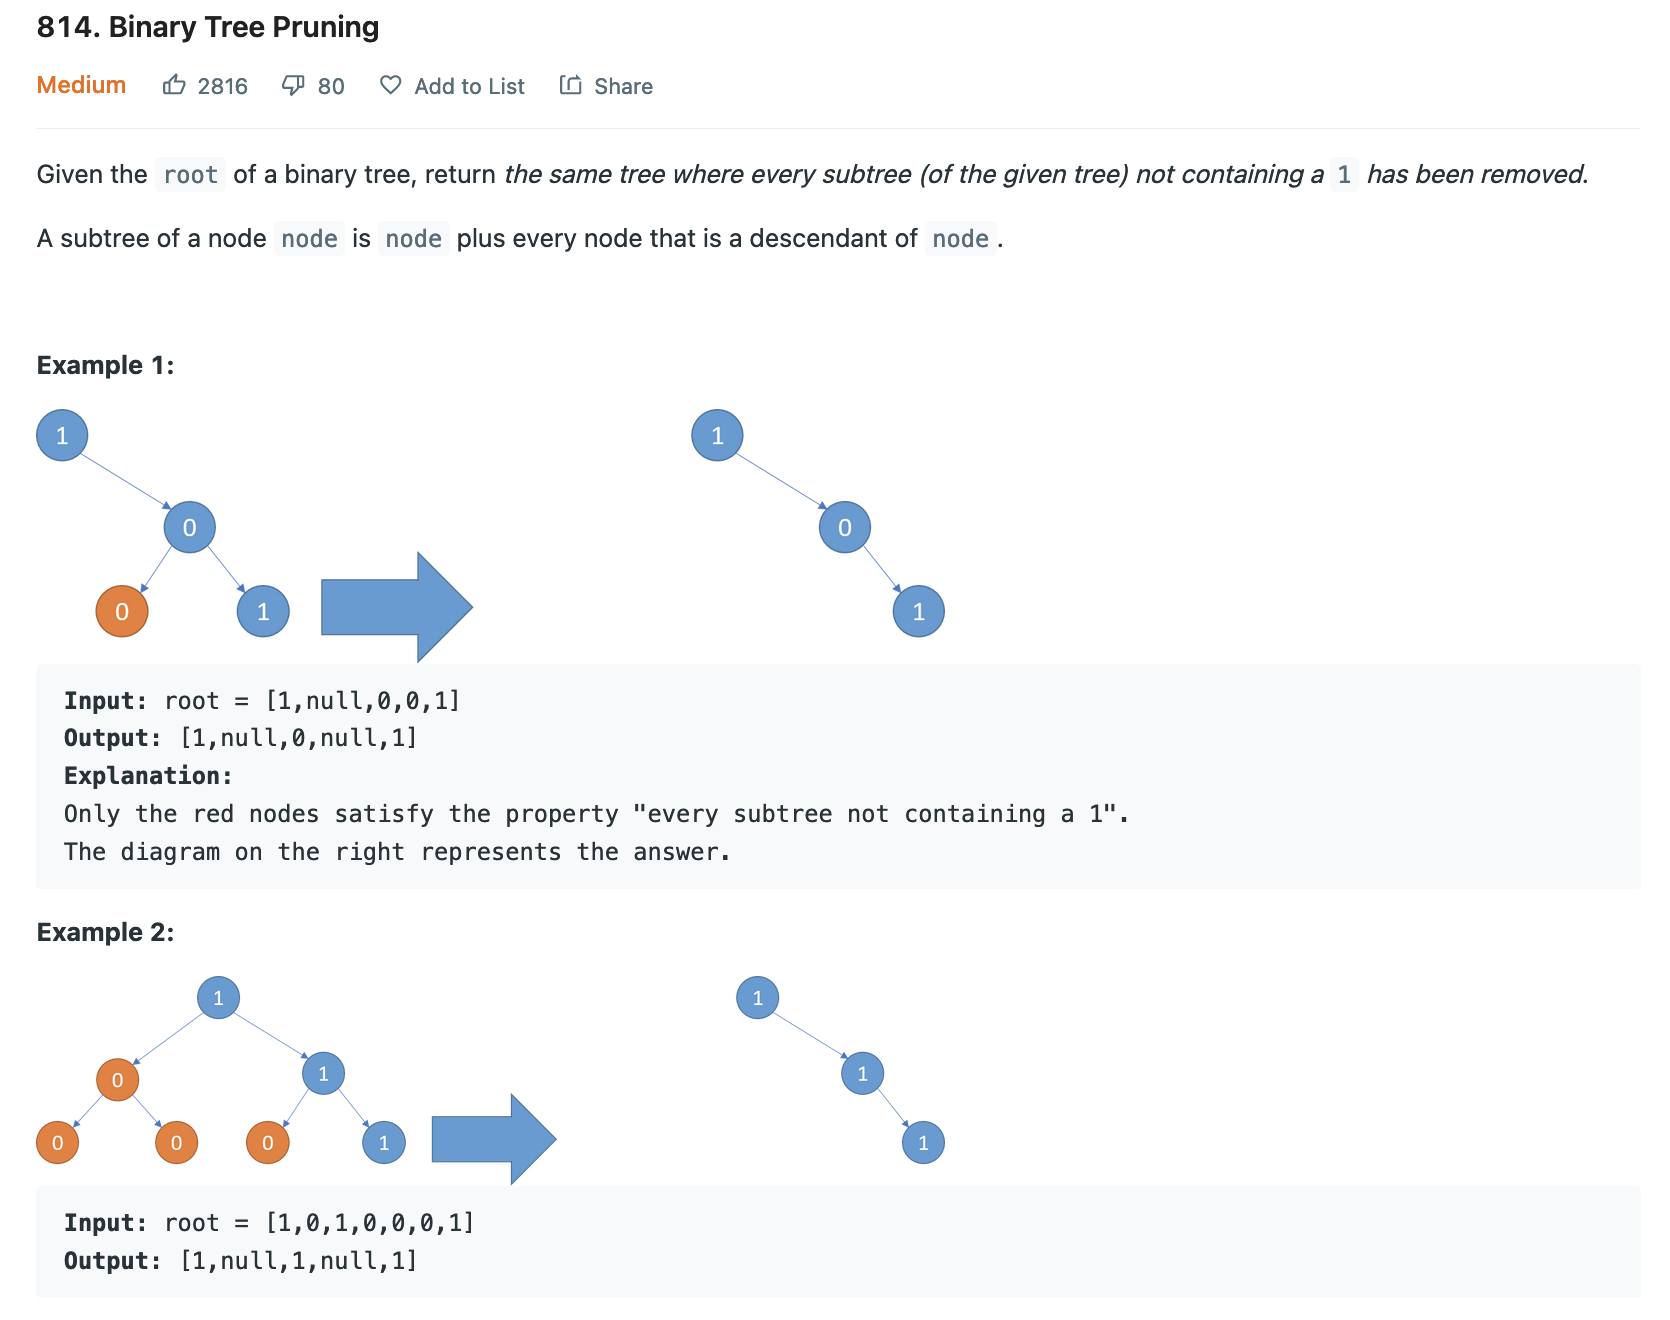 814. Binary Tree Pruning
Medium 2816 80 Add to List Share
Given the root of a binary tree, return the same tree where every subtree (of the given tree) not containing a 1 has been removed.
A subtree of a node node is node plus every node that is a descendant of node.
Example 1:
1 1
0 0
0 1 1
Input: root = [1,null,0,0,1]
Output: [1,null,0,null,1]
Explanation:
Only the red nodes satisfy the property "every subtree not containing a 1".
The diagram on the right represents the answer.
Example 2:
1 1
0 1 1
0 0 0 1 1
Input: root = [1,0,1,0,0,0,1]
Output: [1,null,1,null,1]